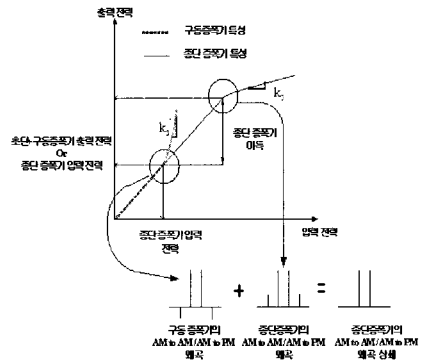 출력 전력
구동증폭기 특성
종단 증폭기 특성
k₂
k₃
초단·구동증폭기 출력 전력
Or
종단 증폭기 입력 전력
종단 증폭기
이득
종단증폭기 입력
전력
입력 전력
+
=
구동 증폭기의
AM to AM/AM to PM
왜곡
종단증폭기의
AM to AM/AM to PM
왜곡
종단증폭기의
AM to AM/AM to PM
왜곡 상쇄